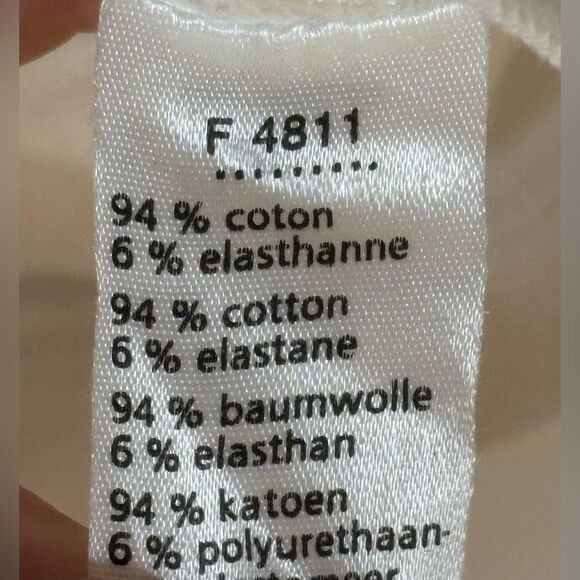 F 4811
.........
94 % coton
6 % elasthanne
94 % cotton
6 % elastane
94 % baumwolle
6 % elasthan
94 % katoen
6 % polyurethaan-